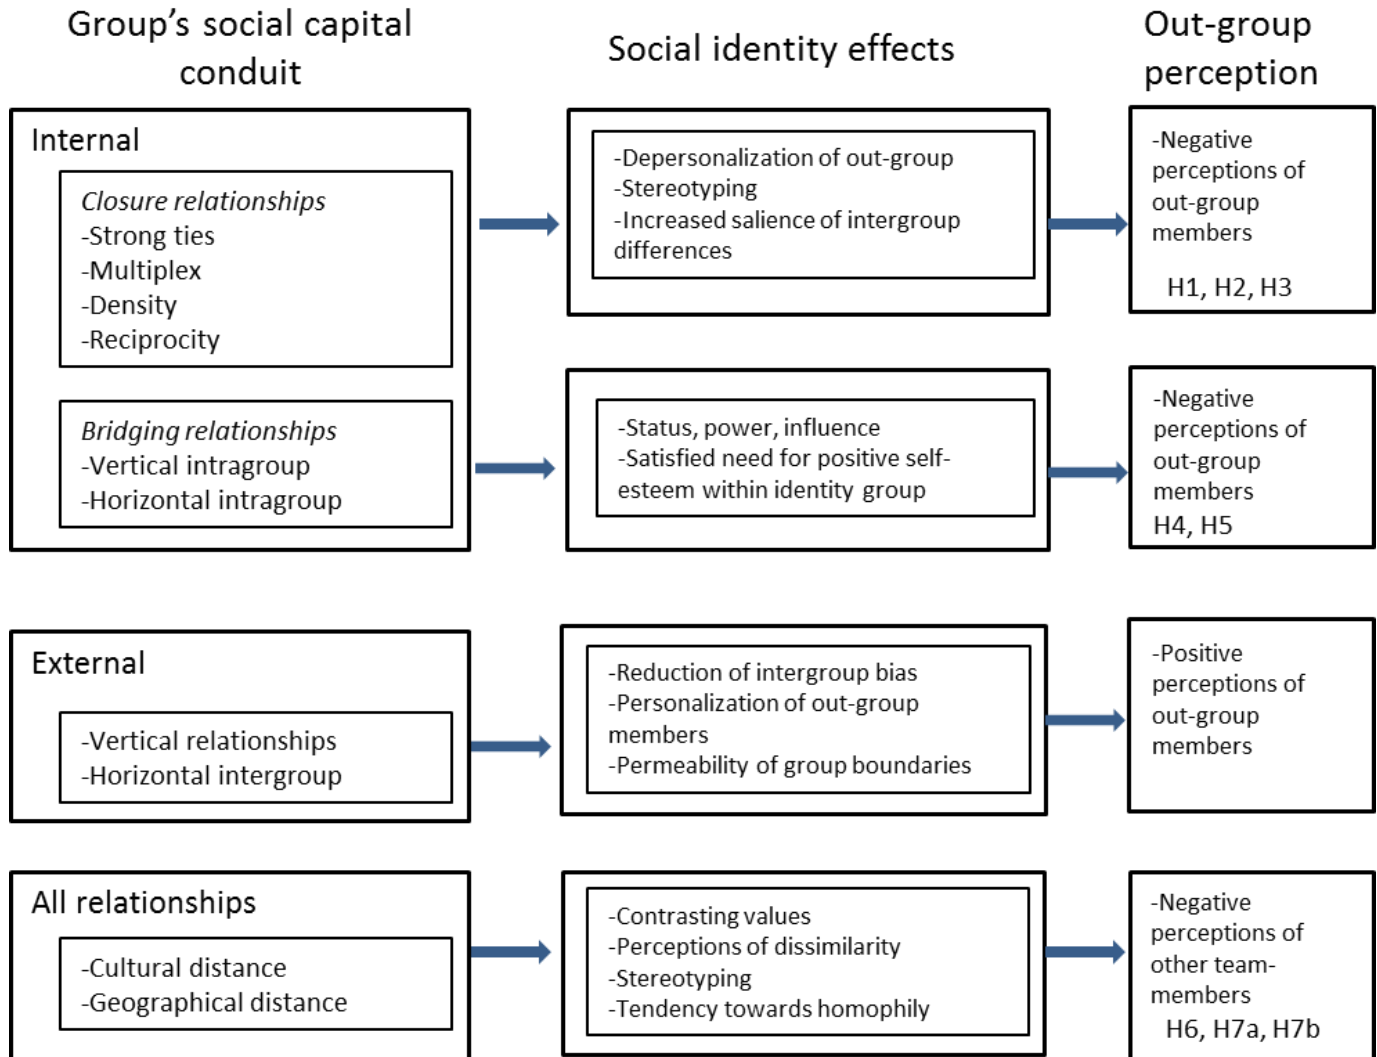 Group's social capital
conduit
Social identity effects
Out-group
perception
Internal
Closure relationships
-Strong ties
-Multiplex
-Density
-Reciprocity
-Depersonalization of out-group
-Stereotyping
-Increased salience of intergroup
differences
-Negative
perceptions of
out-group
members
H1, H2, H3
Bridging relationships
-Vertical intragroup
-Horizontal intragroup
-Status, power, influence
-Satisfied need for positive self-
esteem within identity group
-Negative
perceptions of
out-group
members
H4, H5
External
-Vertical relationships
-Horizontal intergroup
-Reduction of intergroup bias
-Personalization of out-group
members
-Permeability of group boundaries
-Positive
perceptions of
out-group
members
All relationships
-Cultural distance
-Geographical distance
-Contrasting values
-Perceptions of dissimilarity
-Stereotyping
-Tendency towards homophily
-Negative
perceptions of
other team-
members
H6, H7a, H7b